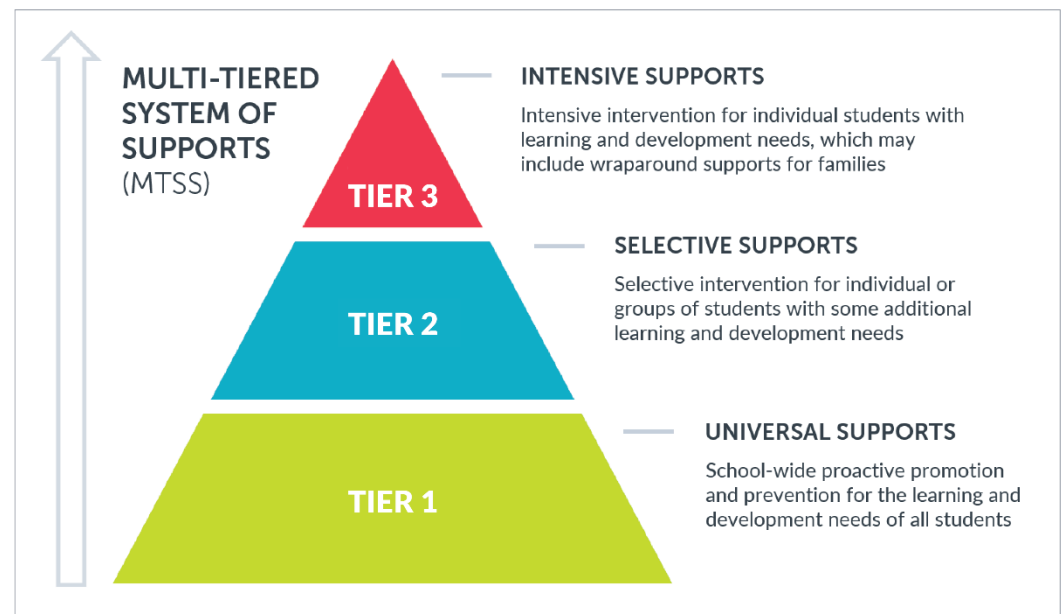 MULTI-TIERED
SYSTEM OF
SUPPORTS
(MTSS)
TIER 3
INTENSIVE SUPPORTS
Intensive intervention for individual students with
learning and development needs, which may
include wraparound supports for families
TIER 2
SELECTIVE SUPPORTS
Selective intervention for individual or
groups of students with some additional
learning and development needs
TIER 1
UNIVERSAL SUPPORTS
School-wide proactive promotion
and prevention for the learning and
development needs of all students